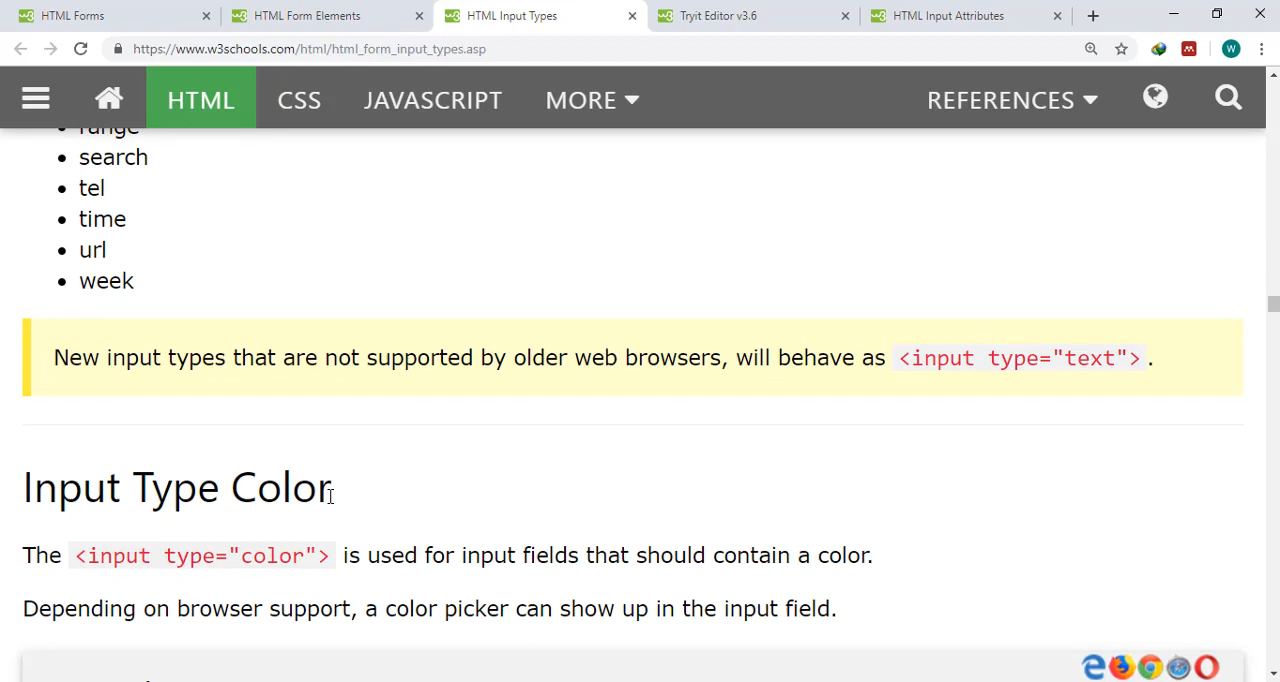 HTML Forms
HTML Form Elements
HTML Input Types
Tryit Editor v3.6
HTML Input Attributes
https://www.w3schools.com/html/html_form_input_types.asp
W
HTML
CSS
JAVASCRIPT
MORE
REFERENCES
range
search
tel
time
url
week
New input types that are not supported by older web browsers, will behave as <input type="text">.
Input Type Color
The <input type="color"> is used for input fields that should contain a color.
Depending on browser support, a color picker can show up in the input field.